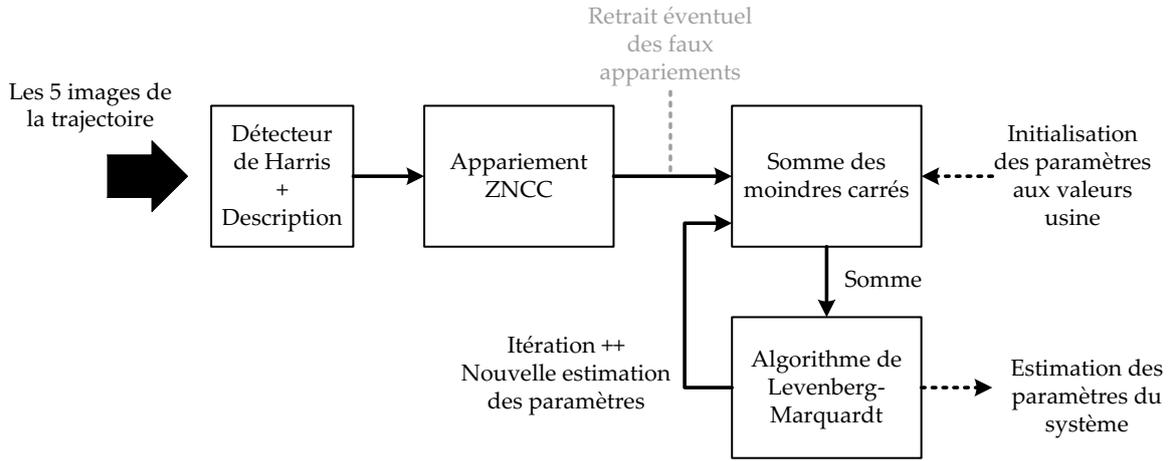 Retrait éventuel
des faux
appariements
Les 5 images de
la trajectoire
Détecteur
de Harris
+
Description
Appariement
ZNCC
Somme des
moindres carrés
Initialisation
des paramètres
aux valeurs
usine
Somme
Itération ++
Nouvelle estimation
des paramètres
Algorithme de
Levenberg-
Marquardt
Estimation des
paramètres du
système